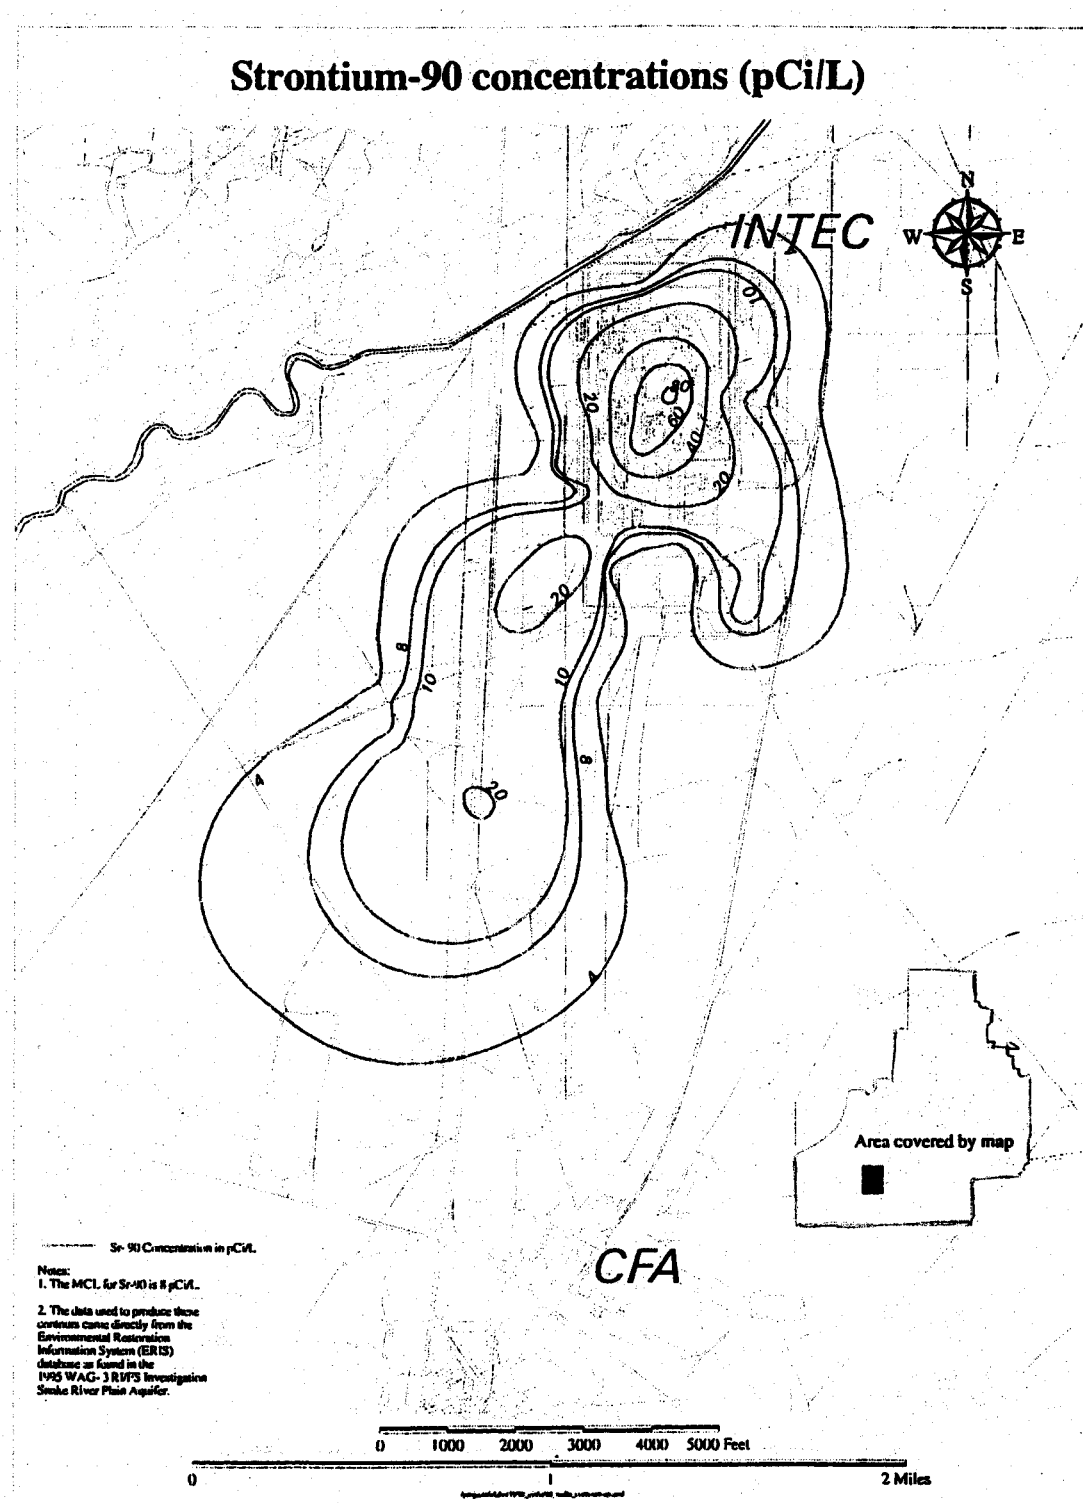 Strontium-90 concentrations (pCi/L)
N
INTEC
W
E
S
10
80
20
60
40
20
20
8
10
10
8
4
20
4
Area covered by map
Sr- 90 Concentration in pCi/L
CFA
Notes:
1. The MCL for Sr-90 is 8 pCi/L.
2. The data used to produce these
contours came directly from the
Environmental Restoration
Information System (ERIS)
database as found in the
1995 WAG- 3 RI/FS Investigation
Snake River Plain Aquifer.
0 1000 2000 3000 4000 5000 Feet
0 1 2 Miles